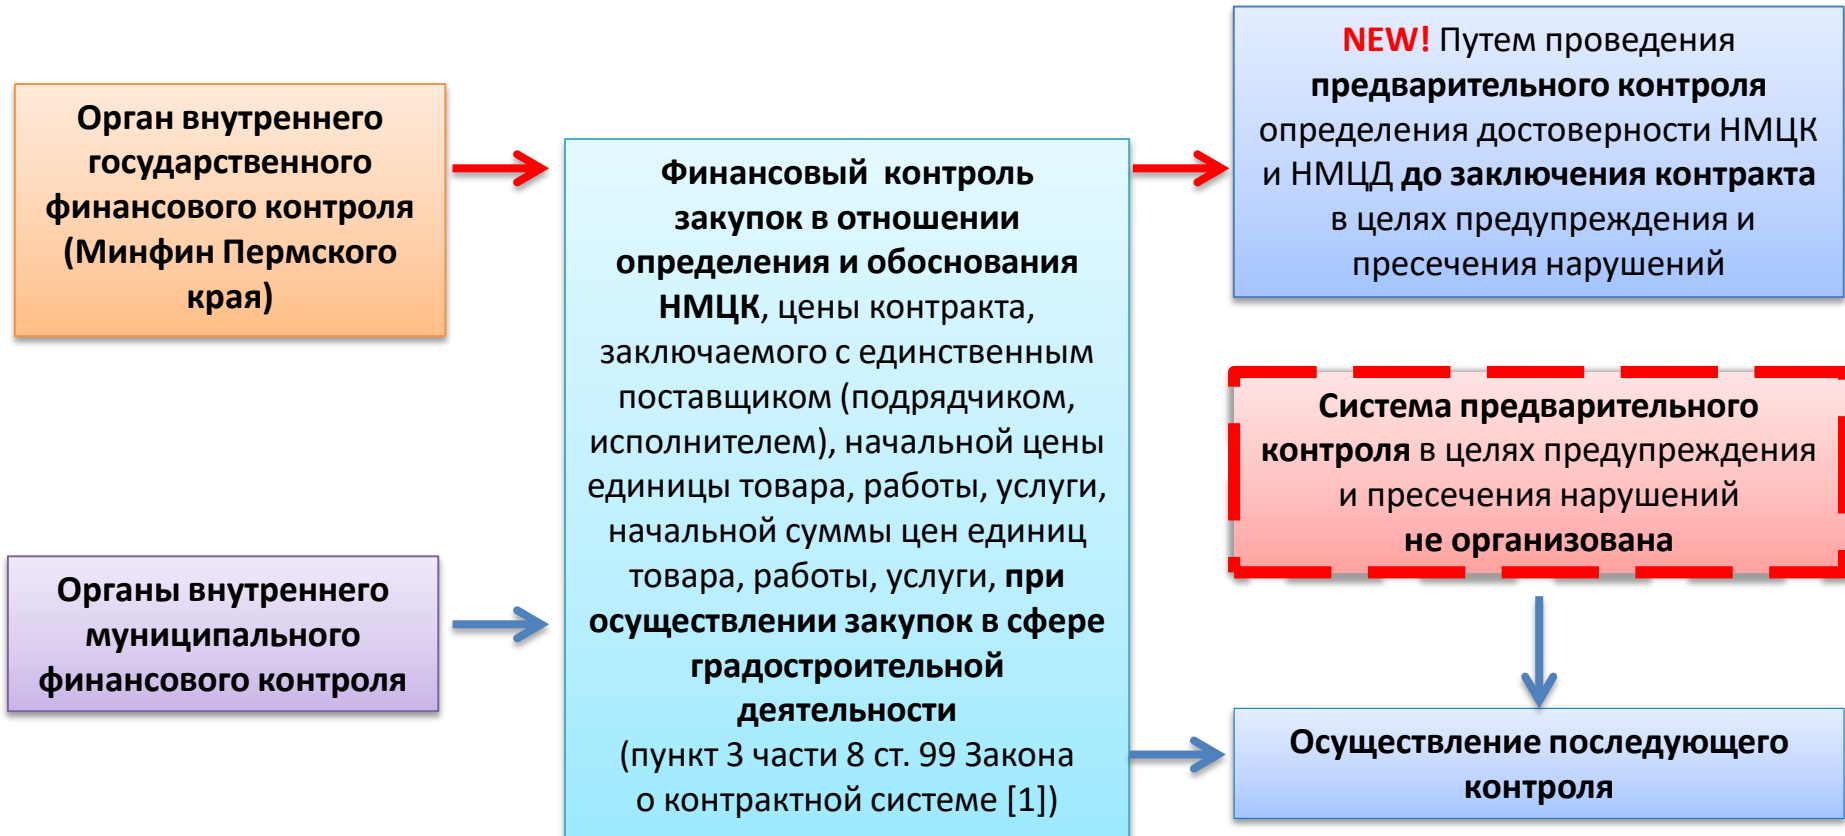 Орган внутреннего
государственного
финансового контроля
(Минфин Пермского
края)
Органы внутреннего
муниципального
финансового контроля
Финансовый контроль
закупок в отношении
определения и обоснования
НМЦК, цены контракта,
заключаемого с единственным
поставщиком (подрядчиком,
исполнителем), начальной цены
единицы товара, работы, услуги,
начальной суммы цен единиц
товара, работы, услуги, при
осуществлении закупок в сфере
градостроительной
деятельности
(пункт 3 части 8 ст. 99 Закона
о контрактной системе [1])
NEW! Путем проведения
предварительного контроля
определения достоверности НМЦК
и НМЦД до заключения контракта
в целях предупреждения и
пресечения нарушений
Система предварительного
контроля в целях предупреждения
и пресечения нарушений
не организована
Осуществление последующего
контроля